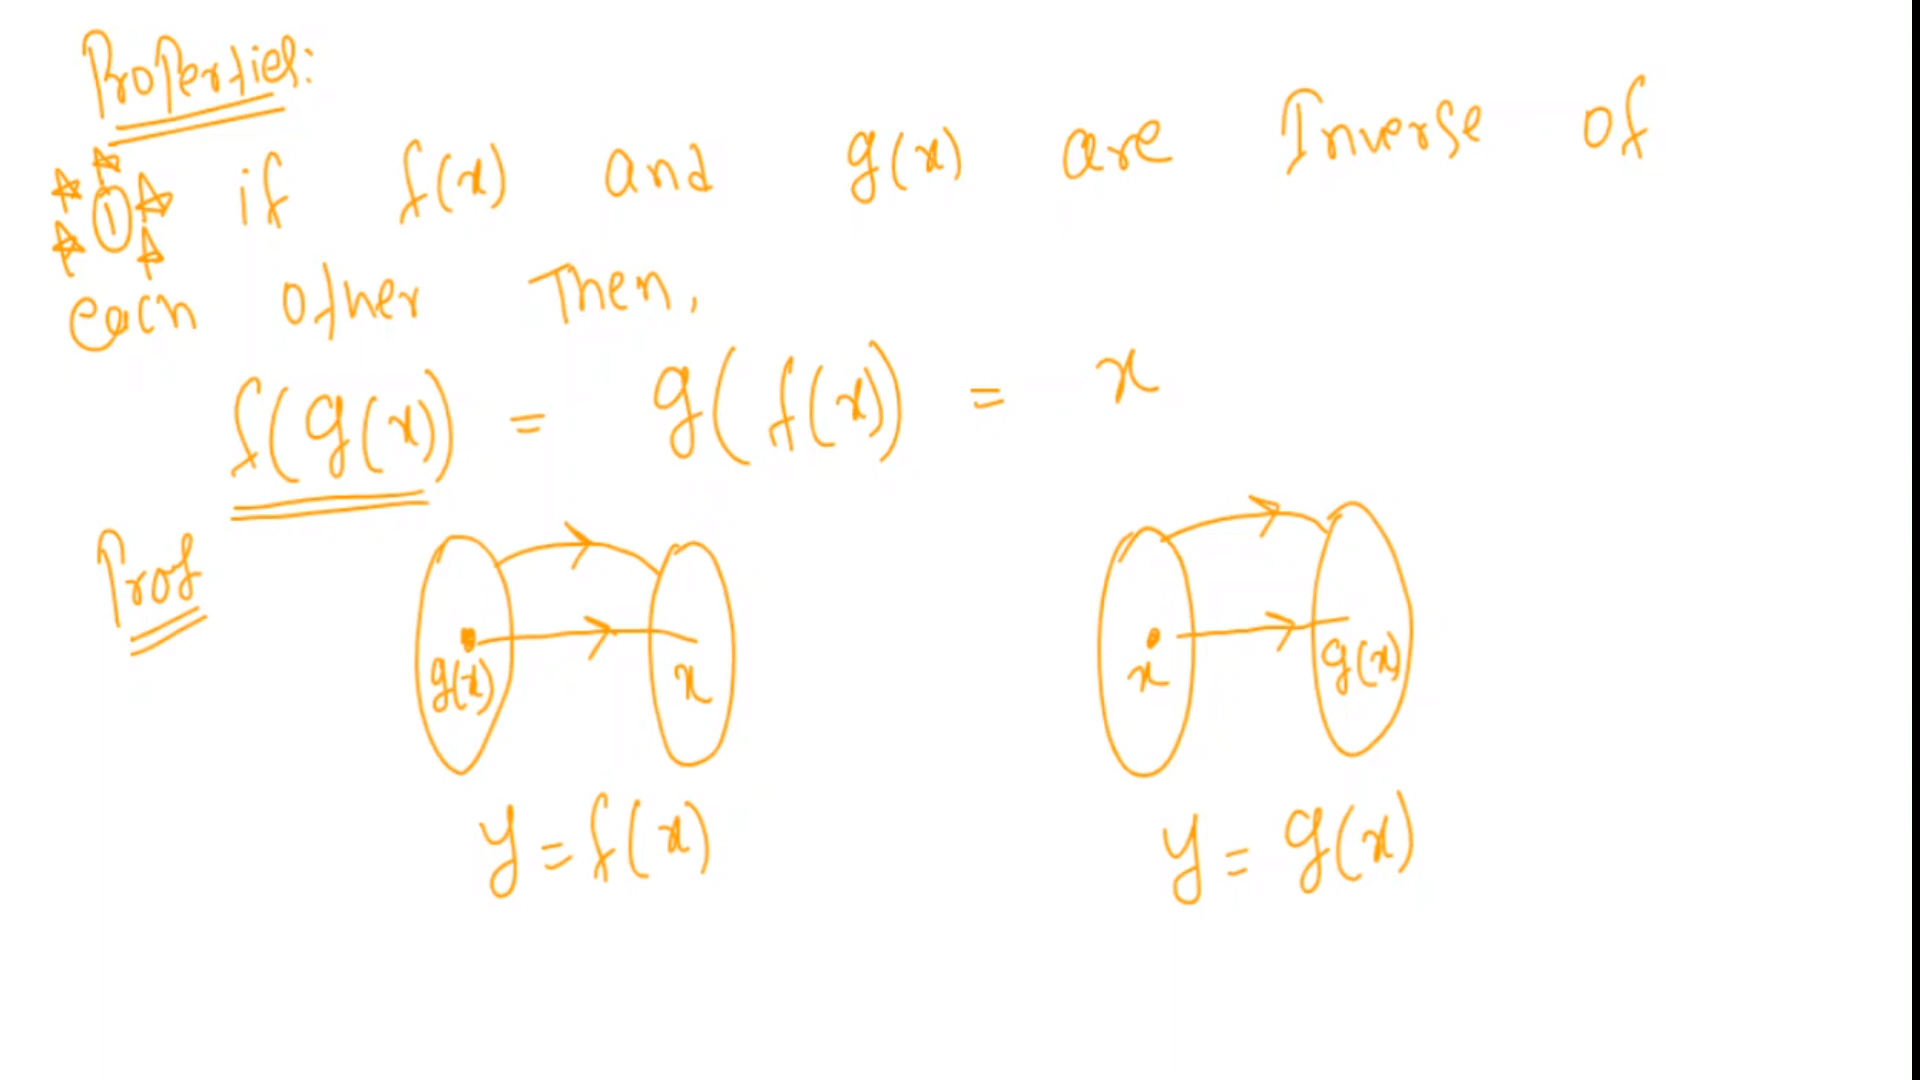 Properties:
① if f(x) and g(x) are Inverse of
each other Then,
f(g(x)) = g(f(x)) = x
Prof
g(x) x x g(x)
y = f(x) y = g(x)